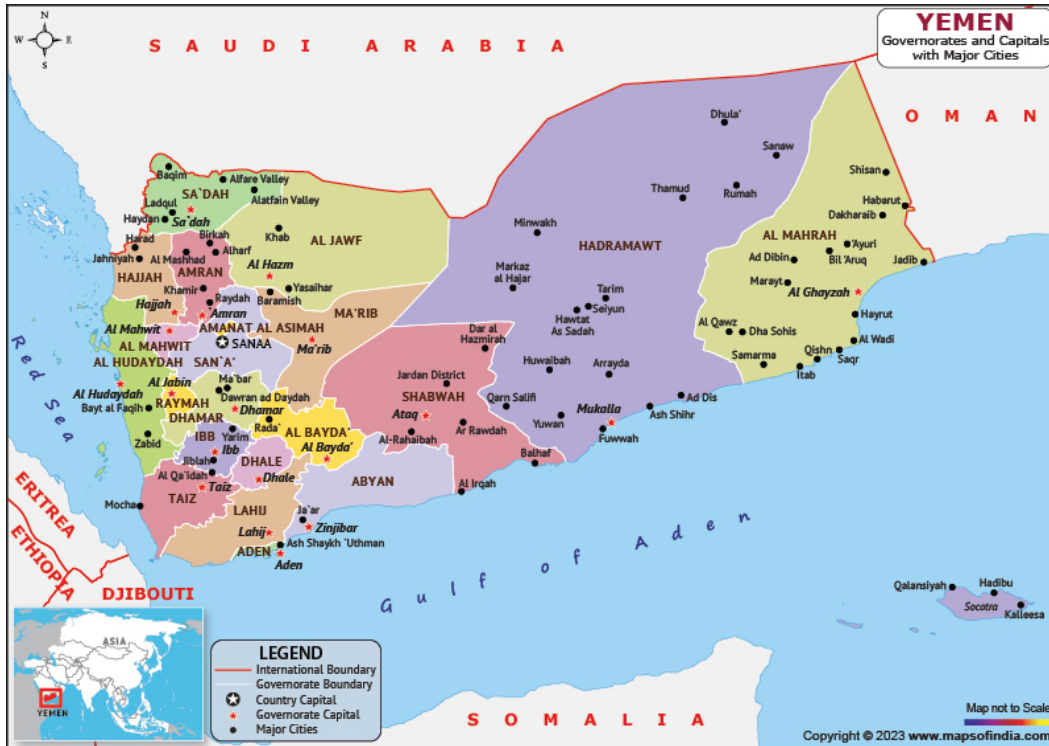 YEMEN
Governorates and Capitals
with Major Cities
N
W E
S
SAUDI ARABIA
OMAN
Dhula'
Sanaw
Baqim
Alfare Valley
Shisan
SA`DAH
Alatfain Valley
Thamud
Rumah
Habarut
Ladqul
Haydan
Sa`dah
Dakharaib
Minwakh
Khab
Birkah
AL JAWF
HADRAMAWT
AL MAHRAH
Harad
'Ayuri
Jahniyah
Al Mashhad
Alharf
Bil 'Aruq
Ad Dibin
Jadib
HAJJAH
AMRAN
Al Hazm
Markaz
al Hajar
Marayt
Al Ghayzah
Khamir
Yasaihar
Baramish
Tarim
Seiyun
Raydah
Hajjah
Amran
MA'RIB
Hawtat
As Sadah
Hayrut
Al Mahwit
AMANAT AL ASIMAH
Al Qawz
Dha Sohis
Dar al
Hazmirah
SANAA
Ma'rib
Al Wadi
AL MAHWIT
Qishn
Saqr
AL HUDAYDAH
SAN'A'
Samarma
Itab
Huwaibah
Arrayda
Al Jabin
Ma'bar
Jardan District
Al Hudaydah
Dawran ad Daydah
SHABWAH
Ad Dis
RAYMAH
Bayt al Faqih
Dhamar
Qarn Salifi
Ash Shihr
DHAMAR
Rada`
Ataq
Mukalla
Zabid
Yarim
AL BAYDA'
Ar Rawdah
Yuwan
Fuwwah
IBB
Ibb
Al-Rahaibah
Al Bayda'
Jiblah
DHALE
Balhaf
Al Qa`idah
Taiz
Dhale
ABYAN
Al Irqah
TAIZ
Mocha
LAHIJ
Ja`ar
Zinjibar
Lahij
Ash Shaykh `Uthman
ADEN
Aden
Red Sea
Gulf of Aden
ERITREA
ETHIOPIA
DJIBOUTI
Qalansiyah
Hadibu
Socotra
Kalleesa
ASIA
YEMEN
LEGEND
International Boundary
Governorate Boundary
Country Capital
Governorate Capital
Major Cities
SOMALIA
Map not to Scale
Copyright © 2023 www.mapsofindia.com